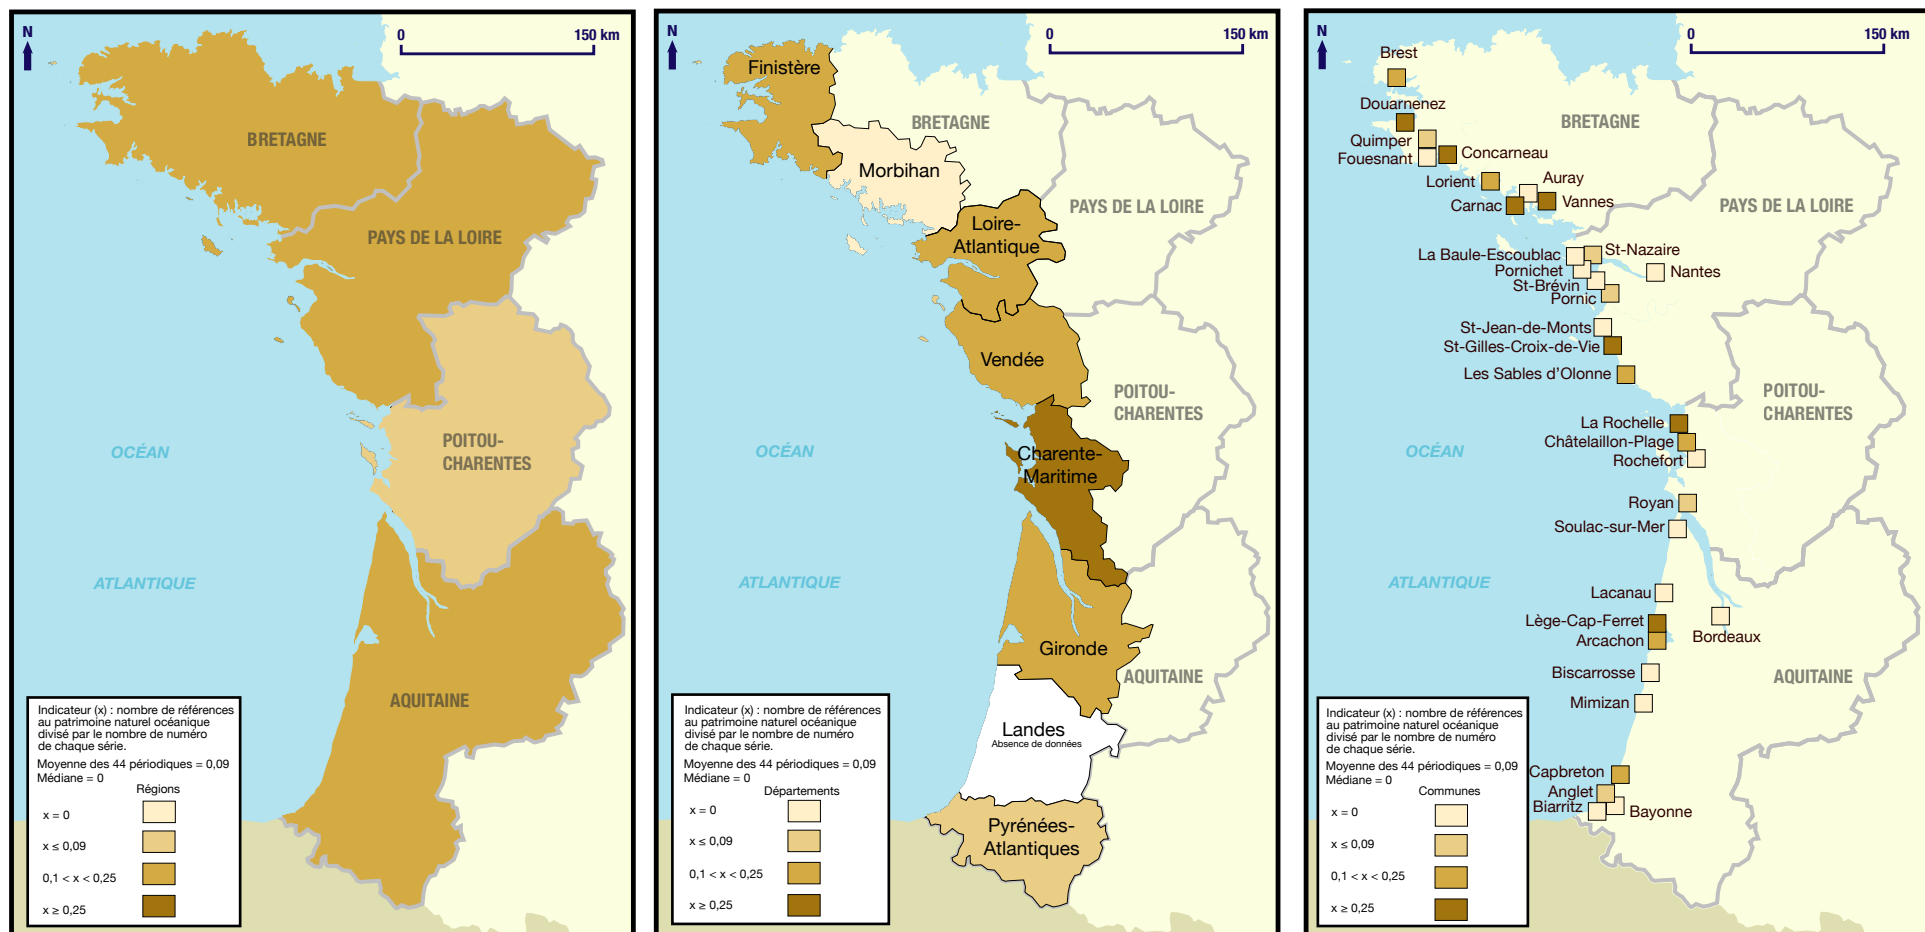 N
0 150 km
BRETAGNE
PAYS DE LA LOIRE
POITOU-
CHARENTES
OCÉAN
ATLANTIQUE
AQUITAINE
Indicateur (x) : nombre de références
au patrimoine naturel océanique
divisé par le nombre de numéro
de chaque série.
Moyenne des 44 périodiques = 0,09
Médiane = 0
Régions
x = 0
x ≤ 0,09
0,1 < x < 0,25
x ≥ 0,25
N
0 150 km
Finistère
BRETAGNE
Morbihan
PAYS DE LA LOIRE
Loire-
Atlantique
Vendée
POITOU-
CHARENTES
OCÉAN
Charente-
Maritime
ATLANTIQUE
Gironde
AQUITAINE
Landes
Absence de données
Pyrénées-
Atlantiques
Indicateur (x) : nombre de références
au patrimoine naturel océanique
divisé par le nombre de numéro
de chaque série.
Moyenne des 44 périodiques = 0,09
Médiane = 0
Départements
x = 0
x ≤ 0,09
0,1 < x < 0,25
x ≥ 0,25
N
0 150 km
Brest
Douarnenez
BRETAGNE
Quimper
Fouesnant
Concarneau
Lorient
Auray
Carnac
Vannes
PAYS DE LA LOIRE
La Baule-Escoublac
St-Nazaire
Pornichet
Nantes
St-Brévin
Pornic
St-Jean-de-Monts
St-Gilles-Croix-de-Vie
Les Sables d'Olonne
POITOU-
CHARENTES
La Rochelle
Châtelaillon-Plage
Rochefort
OCÉAN
Royan
Soulac-sur-Mer
ATLANTIQUE
Lacanau
Lège-Cap-Ferret
Arcachon
Bordeaux
Biscarrosse
AQUITAINE
Mimizan
Capbreton
Anglet
Biarritz
Bayonne
Indicateur (x) : nombre de références
au patrimoine naturel océanique
divisé par le nombre de numéro
de chaque série.
Moyenne des 44 périodiques = 0,09
Médiane = 0
Communes
x = 0
x ≤ 0,09
0,1 < x < 0,25
x ≥ 0,25